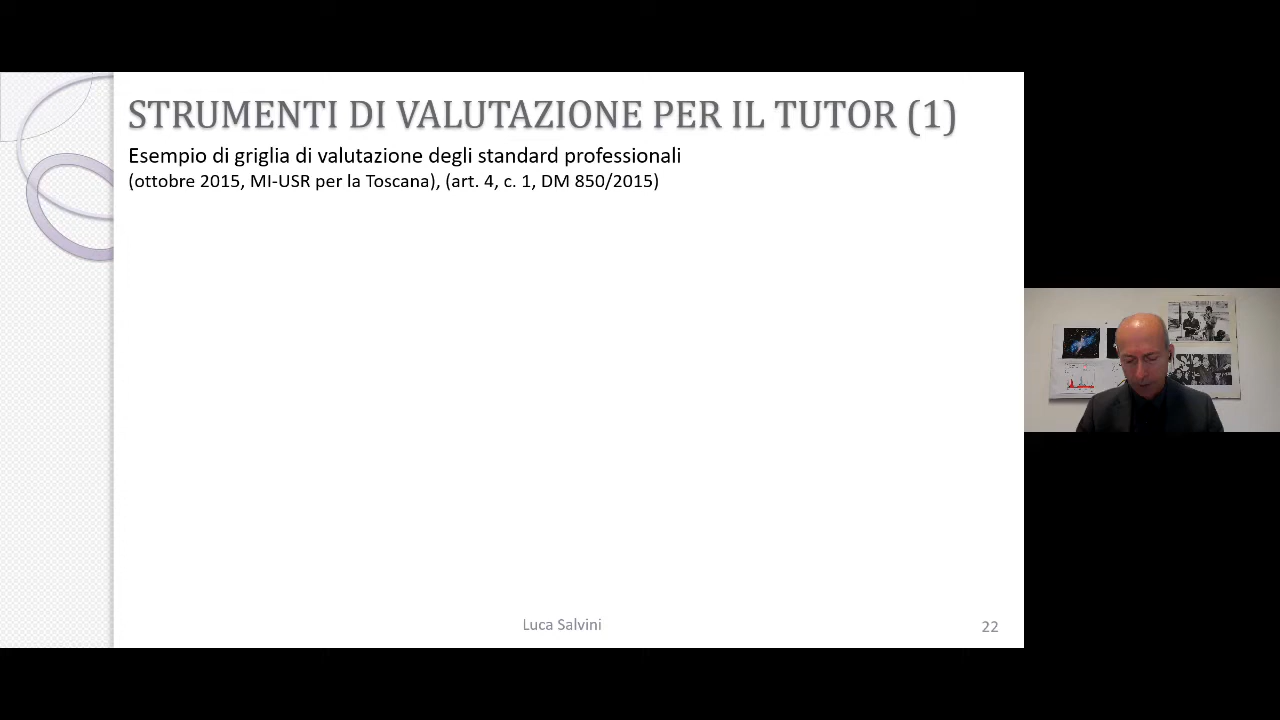 STRUMENTI DI VALUTAZIONE PER IL TUTOR (1)
Esempio di griglia di valutazione degli standard professionali
(ottobre 2015, MI-USR per la Toscana), (art. 4, c. 1, DM 850/2015)
Luca Salvini
22